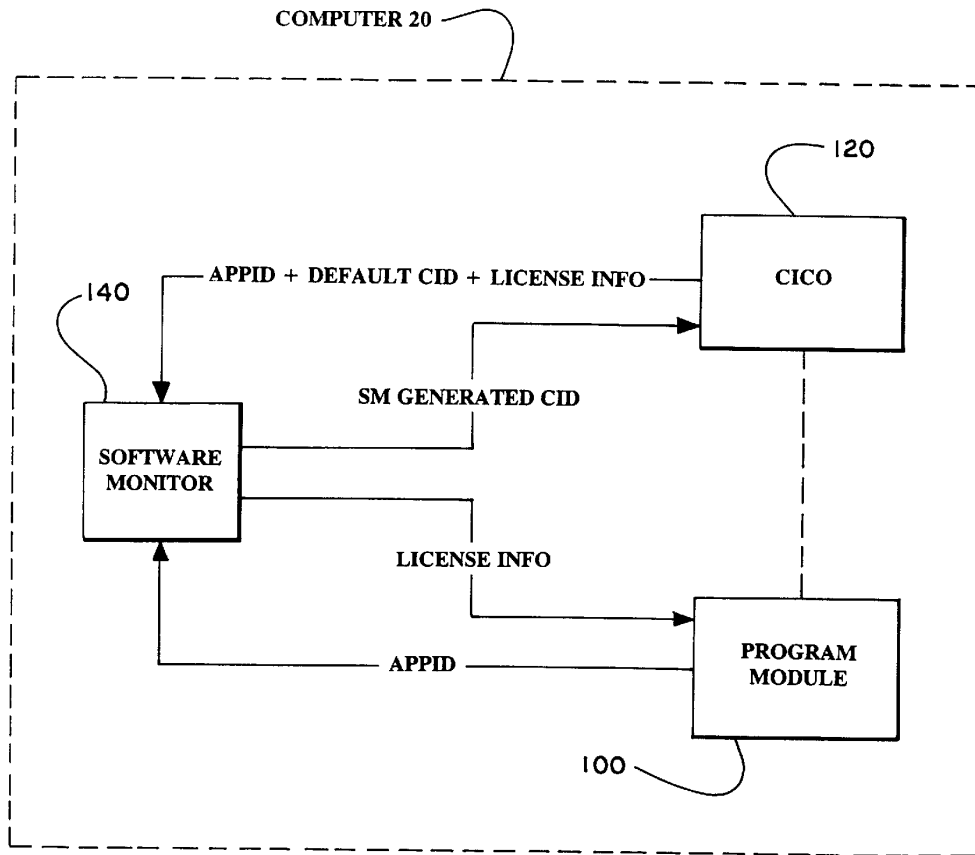 COMPUTER 20
120
CICO
APPID + DEFAULT CID + LICENSE INFO
140
SM GENERATED CID
SOFTWARE
MONITOR
LICENSE INFO
APPID
PROGRAM
MODULE
100